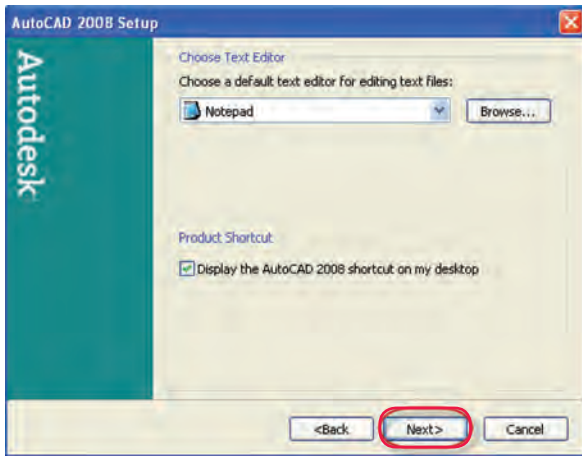 AutoCAD 2008 Setup
Autodesk
Choose Text Editor
Choose a default text editor for editing text files:
Notepad
Browse...
Product Shortcut
Display the AutoCAD 2008 shortcut on my desktop
<Back
Next>
Cancel